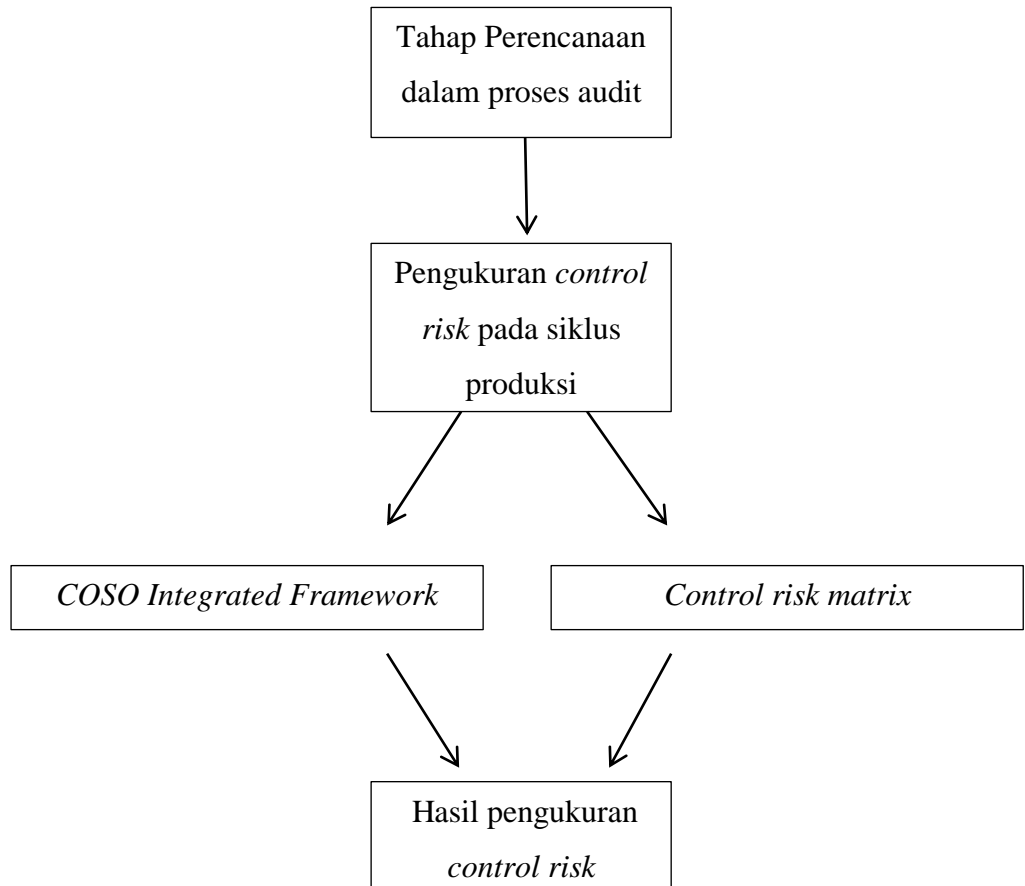 Tahap Perencanaan
dalam proses audit
Pengukuran control
risk pada siklus
produksi
COSO Integrated Framework
Control risk matrix
Hasil pengukuran
control risk